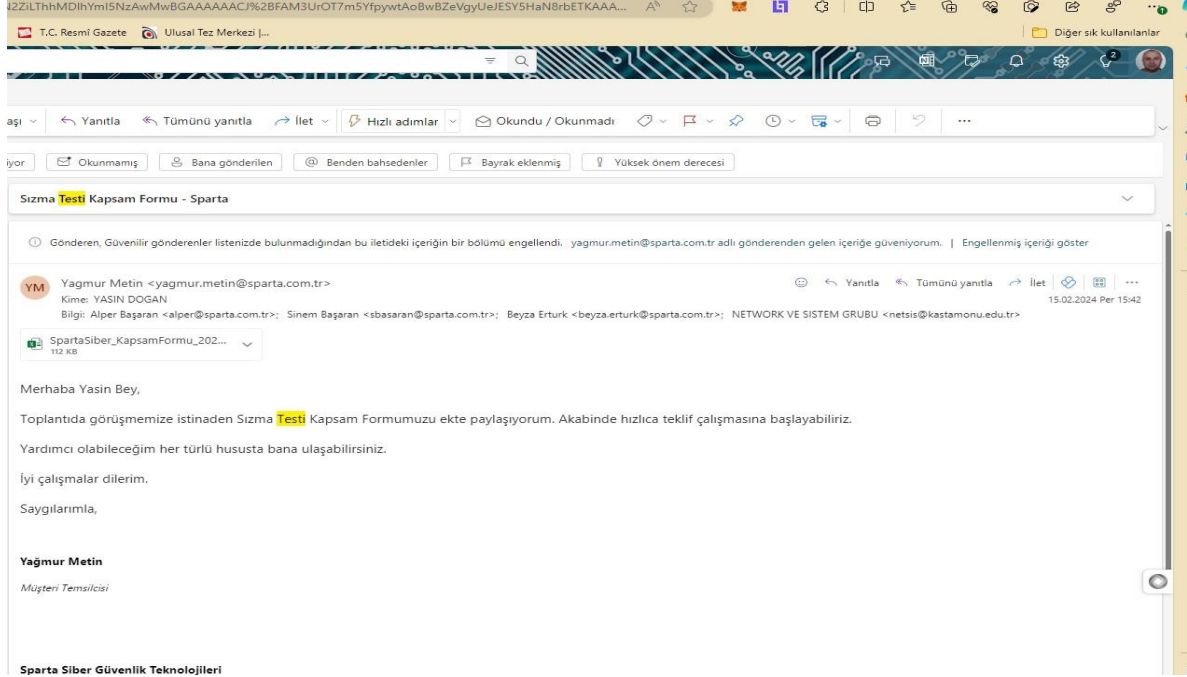 N2ZiLThhMDlhYmI5NzAwMwBGAAAAAACJ%2BFAM3UrOT7m5YfpywtAoBwBZeVgyUeJESY5HaN8rbETKAAA...
T.C. Resmî Gazete Ulusal Tez Merkezi |... Diğer sık kullanılanlar
2
aşı Yanıtla Tümünü yanıtla İlet Hızlı adımlar Okundu / Okunmadı
iyor Okunmamış Bana gönderilen Benden bahsedenler Bayrak eklenmiş Yüksek önem derecesi
Sızma Testi Kapsam Formu - Sparta
Gönderen, Güvenilir gönderenler listenizde bulunmadığından bu iletideki içeriğin bir bölümü engellendi. yagmur.metin@sparta.com.tr adlı gönderenden gelen içeriğe güveniyorum. | Engellenmiş içeriği göster
YM
Yagmur Metin <yagmur.metin@sparta.com.tr> Yanıtla Tümünü yanıtla İlet
Kime: YASIN DOGAN 15.02.2024 Per 15:42
Bilgi: Alper Başaran <alper@sparta.com.tr>; Sinem Başaran <sbasaran@sparta.com.tr>; Beyza Erturk <beyza.erturk@sparta.com.tr>; NETWORK VE SISTEM GRUBU <netsis@kastamonu.edu.tr>
SpartaSiber_KapsamFormu_202...
112 KB
Merhaba Yasin Bey,
Toplantıda görüşmemize istinaden Sızma Testi Kapsam Formumuzu ekte paylaşıyorum. Akabinde hızlıca teklif çalışmasına başlayabiliriz.
Yardımcı olabileceğim her türlü hususta bana ulaşabilirsiniz.
İyi çalışmalar dilerim.
Saygılarımla,
Yağmur Metin
Müşteri Temsilcisi
Sparta Siber Güvenlik Teknolojileri